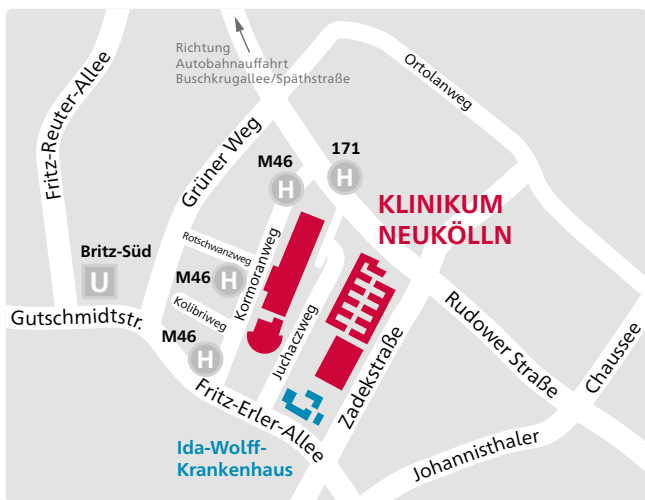 Richtung
Autobahnauffahrt
Buschkrugallee/Späthstraße
Fritz-Reuter-Allee
Ortolanweg
Grüner Weg
171
H
M46
H
KLINIKUM
NEUKÖLLN
Rotschwanzweg
Kormoranweg
Britz-Süd
U
M46
H
Kolibriweg
Juchaczweg
Gutschmidtstr.
M46
H
Zadekstraße
Rudower Straße
Chaussee
Fritz-Erler-Allee
Johannisthaler
Ida-Wolff-
Krankenhaus